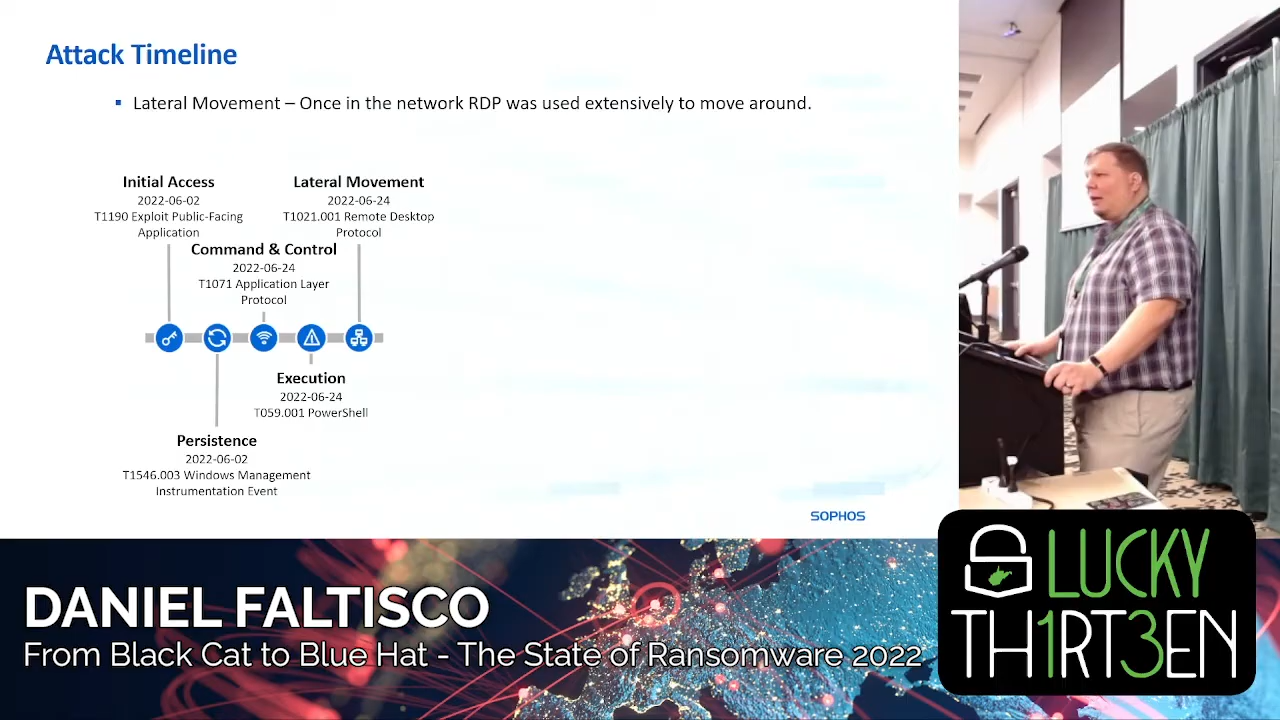 Attack Timeline
▪ Lateral Movement – Once in the network RDP was used extensively to move around.
Initial Access
2022-06-02
T1190 Exploit Public-Facing
Application
Lateral Movement
2022-06-24
T1021.001 Remote Desktop
Protocol
Command & Control
2022-06-24
T1071 Application Layer
Protocol
Execution
2022-06-24
T059.001 PowerShell
Persistence
2022-06-02
T1546.003 Windows Management
Instrumentation Event
SOPHOS
DANIEL FALTISCO
From Black Cat to Blue Hat - The State of Ransomware 2022
LUCKY
TH1RT3EN